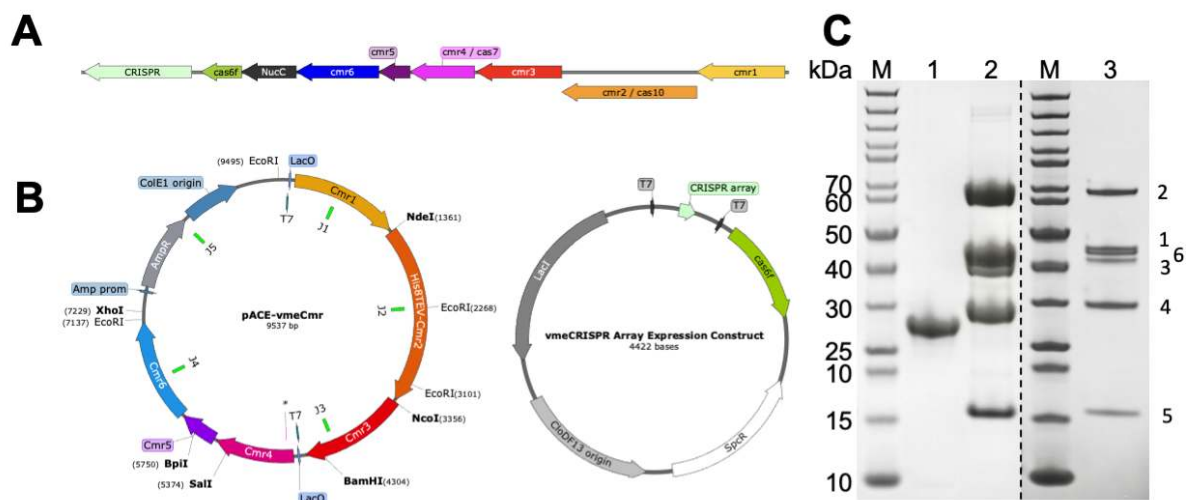 A
CRISPR
cas6f
NucC
cmr6
cmr5
cmr4 / cas7
cmr3
cmr2 / cas10
cmr1
B
(9495) EcoRI
LacO
ColE1 origin
T7
Cmr1
J1
NdeI(1361)
His8TEV-Cmr2
EcoRI(2268)
J2
EcoRI(3101)
NcoI(3356)
Cmr3
J3
BamHI(4304)
LacO
T7
*
Cmr4
(5374) SalI
(5750) BpiI
Cmr5
Cmr6
J4
(7137) EcoRI
(7229) XhoI
Amp prom
AmpR
J5
pACE-vmeCmr
9537 bp
T7
CRISPR array
T7
cas6f
LacI
vmeCRISPR Array Expression Construct
4422 bases
CloDF13 origin
SpcR
C
kDa M 1 2 M 3
70
60
50
40
30
25
20
15
10
2
1
6
3
4
5